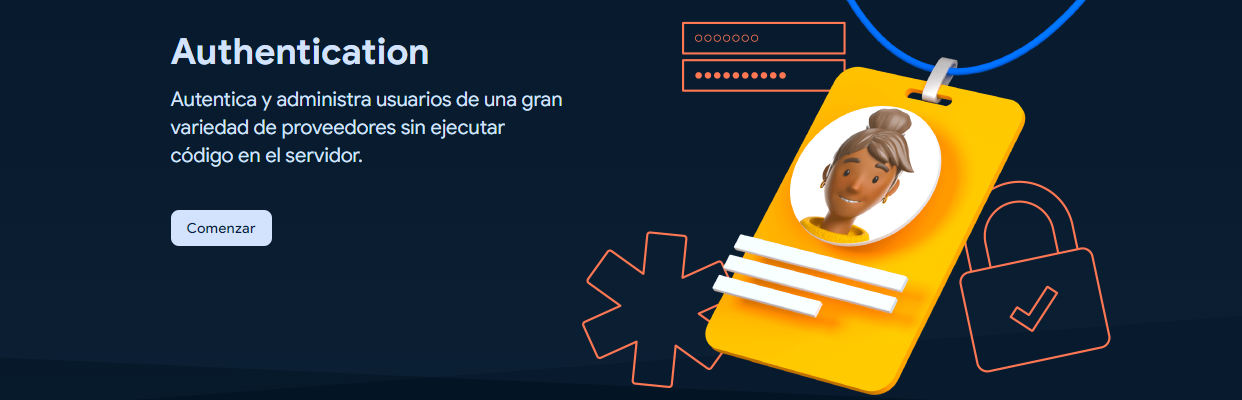 Authentication
Autentica y administra usuarios de una gran
variedad de proveedores sin ejecutar
código en el servidor.
Comenzar